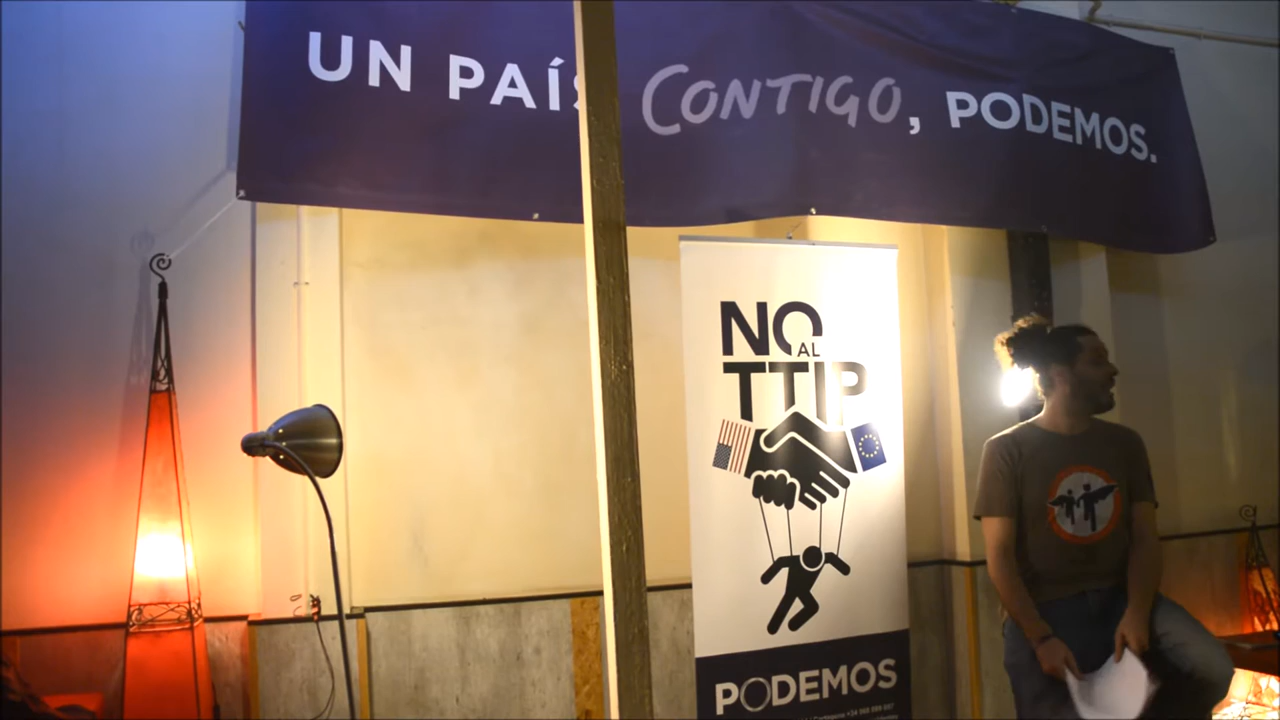 UN PAÍS CONTIGO, PODEMOS.
NO
AL
TTIP
PODEMOS